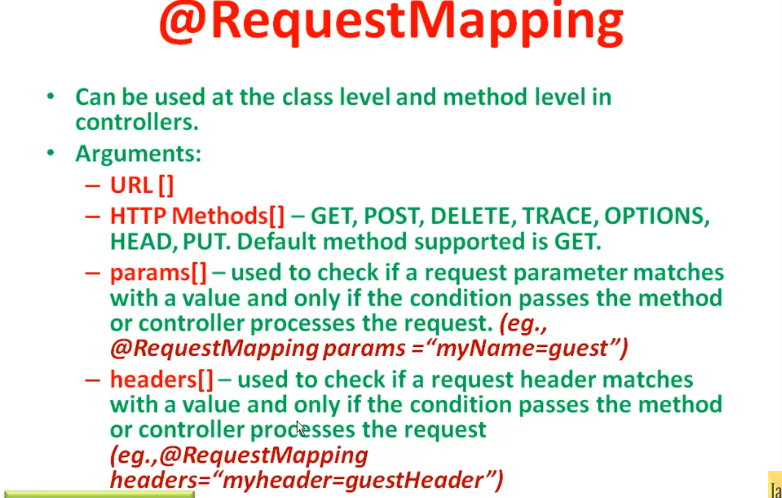 @RequestMapping
• Can be used at the class level and method level in
controllers.
• Arguments:
– URL []
– HTTP Methods[] – GET, POST, DELETE, TRACE, OPTIONS,
HEAD, PUT. Default method supported is GET.
– params[] – used to check if a request parameter matches
with a value and only if the condition passes the method
or controller processes the request. (eg.,
@RequestMapping params =“myName=guest”)
– headers[] – used to check if a request header matches
with a value and only if the condition passes the method
or controller processes the request
(eg.,@RequestMapping
headers=“myheader=guestHeader”)
Ja